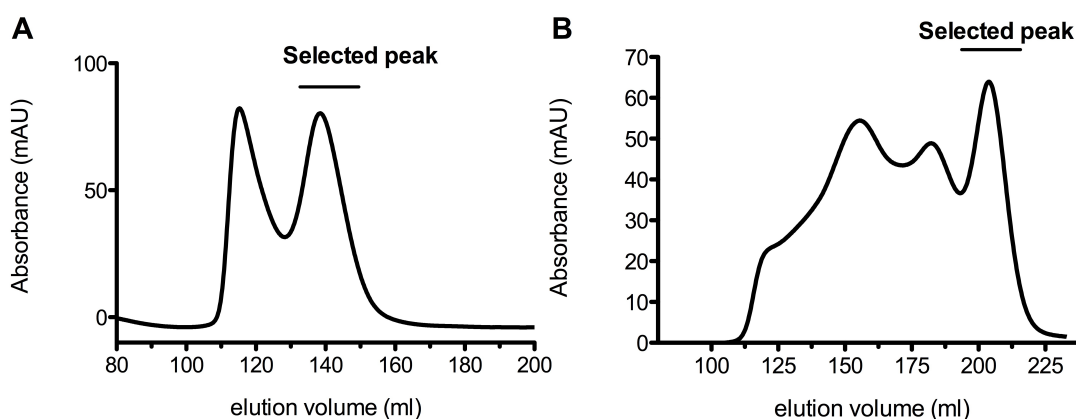 A
Selected peak
100
50
0
Absorbance (mAU)
80 100 120 140 160 180 200
elution volume (ml)
B
Selected peak
70
60
50
40
30
20
10
0
Absorbance (mAU)
100 125 150 175 200 225
elution volume (ml)